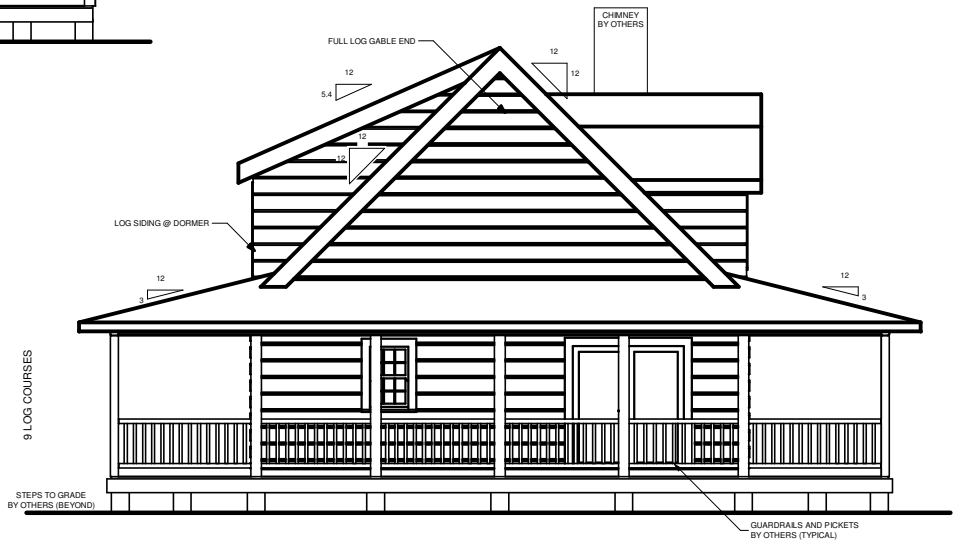 CHIMNEY
BY OTHERS
FULL LOG GABLE END
12
12
12
5.4
12
12
LOG SIDING @ DORMER
12
3
12
3
9 LOG COURSES
STEPS TO GRADE
BY OTHERS (BEYOND)
GUARDRAILS AND PICKETS
BY OTHERS (TYPICAL)